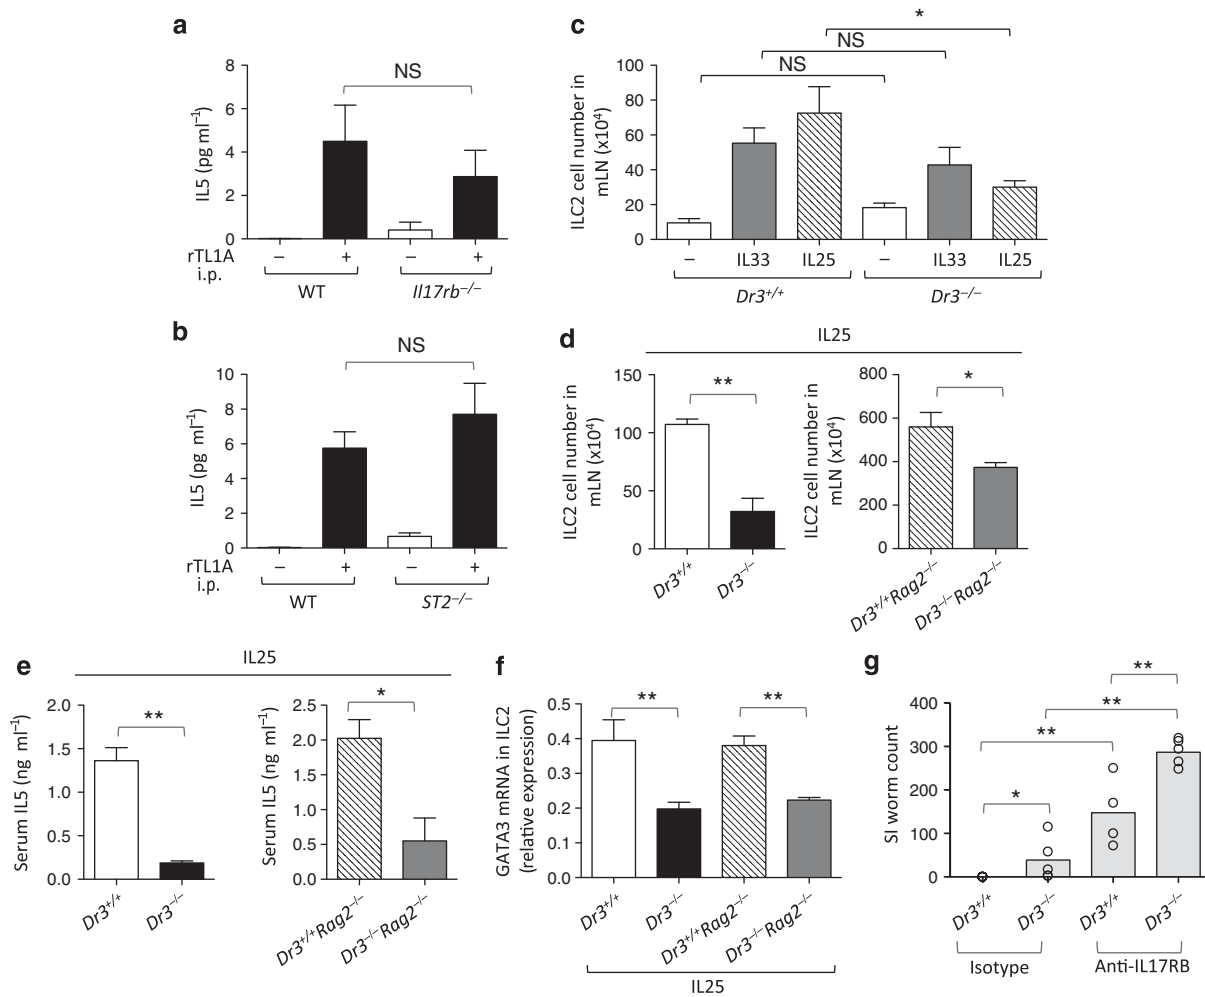 a
NS
IL5 (pg ml⁻¹)
8
6
4
2
0
rTL1A
i.p.
– + – +
WT
Il17rb⁻/⁻
b
NS
IL5 (pg ml⁻¹)
10
8
6
4
2
0
rTL1A
i.p.
– + – +
WT
ST2⁻/⁻
c
*
NS
NS
ILC2 cell number in
mLN (x10⁴)
100
80
60
40
20
0
– IL33 IL25 – IL33 IL25
Dr3⁺/⁺
Dr3⁻/⁻
d
IL25
ILC2 cell number in
mLN (x10⁴)
150
100
50
0
**
Dr3⁺/⁺
Dr3⁻/⁻
ILC2 cell number in
mLN (x10⁴)
800
600
400
200
0
*
Dr3⁺/⁺Rag2⁻/⁻
Dr3⁻/⁻Rag2⁻/⁻
e
IL25
Serum IL5 (ng ml⁻¹)
2.0
1.5
1.0
0.5
0.0
**
Dr3⁺/⁺
Dr3⁻/⁻
Serum IL5 (ng ml⁻¹)
2.5
2.0
1.5
1.0
0.5
0.0
*
Dr3⁺/⁺Rag2⁻/⁻
Dr3⁻/⁻Rag2⁻/⁻
f
GATA3 mRNA in ILC2
(relative expression)
0.5
0.4
0.3
0.2
0.1
0.0
**
**
Dr3⁺/⁺
Dr3⁻/⁻
Dr3⁺/⁺Rag2⁻/⁻
Dr3⁻/⁻Rag2⁻/⁻
IL25
g
**
**
**
*
SI worm count
400
300
200
100
0
Dr3⁺/⁺
Dr3⁻/⁻
Dr3⁺/⁺
Dr3⁻/⁻
Isotype
Anti-IL17RB